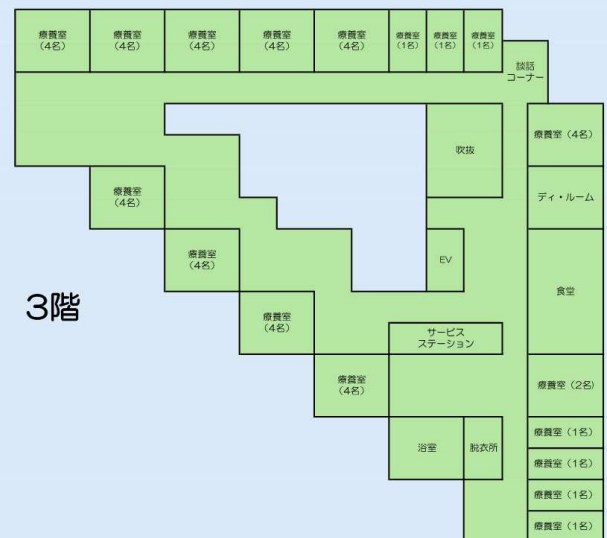 療養室
(4名)
療養室
(4名)
療養室
(4名)
療養室
(4名)
療養室
(4名)
療養室
(1名)
療養室
(1名)
療養室
(1名)
談話
コーナー
吹抜
療養室(4名)
療養室
(4名)
ディ・ルーム
療養室
(4名)
EV
食堂
3階
療養室
(4名)
サービス
ステーション
療養室
(4名)
療養室(2名)
浴室
脱衣所
療養室(1名)
療養室(1名)
療養室(1名)
療養室(1名)